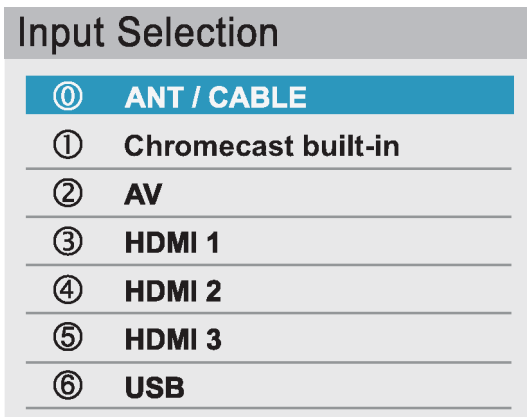 Input Selection
⓪ ANT / CABLE
① Chromecast built-in
② AV
③ HDMI 1
④ HDMI 2
⑤ HDMI 3
⑥ USB